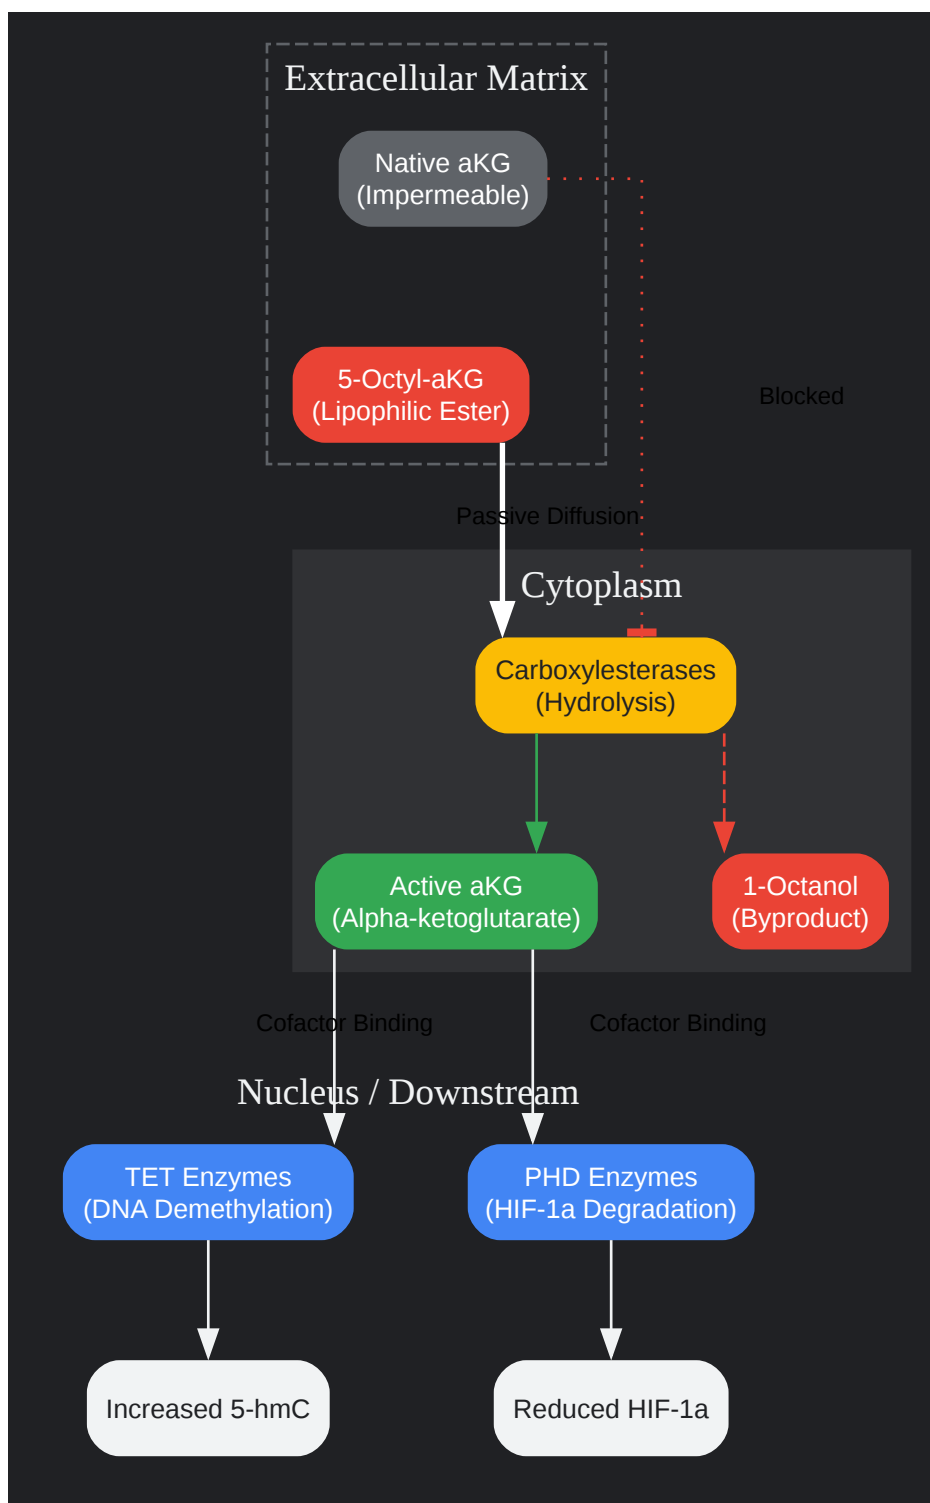 Extracellular Matrix
Native aKG
(Impermeable)
5-Octyl-aKG
(Lipophilic Ester)
Blocked
Passive Diffusion
Cytoplasm
Carboxylesterases
(Hydrolysis)
Active aKG
(Alpha-ketoglutarate)
1-Octanol
(Byproduct)
Cofactor Binding
Cofactor Binding
Nucleus / Downstream
TET Enzymes
(DNA Demethylation)
PHD Enzymes
(HIF-1a Degradation)
Increased 5-hmC
Reduced HIF-1a